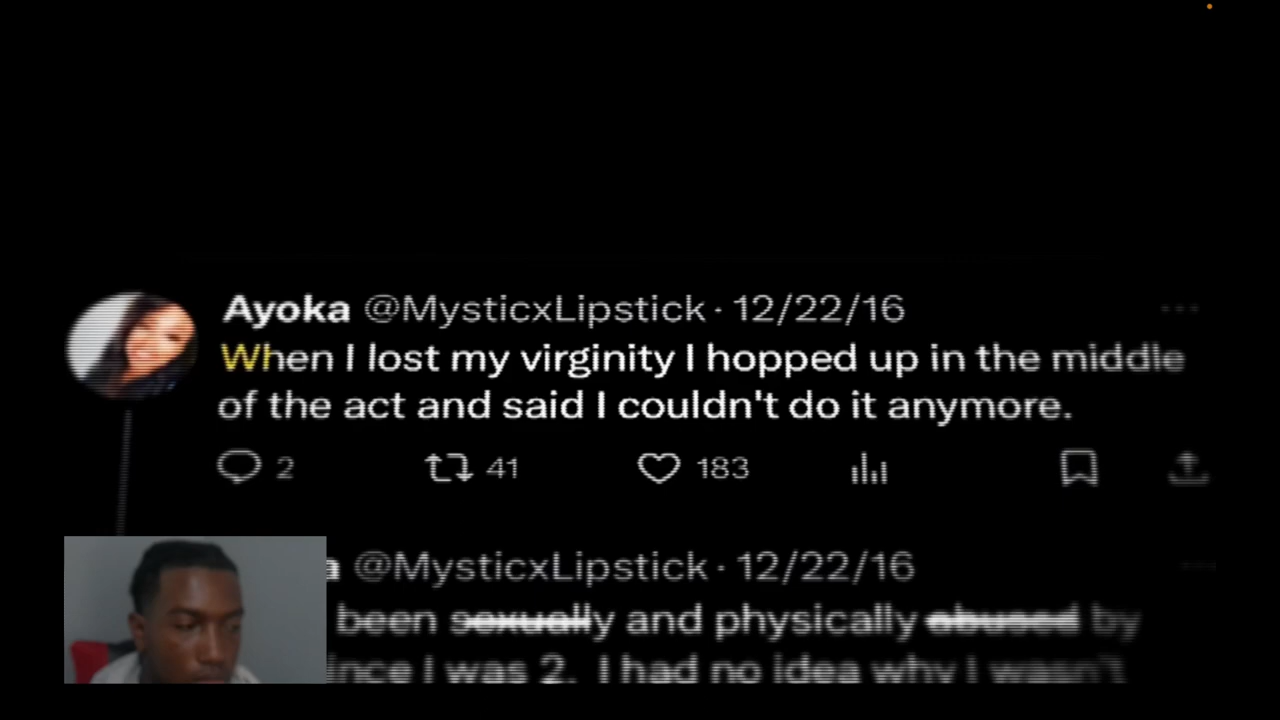 Ayoka @MysticxLipstick · 12/22/16
When I lost my virginity I hopped up in the middle
of the act and said I couldn't do it anymore.
2 41 183
a @MysticxLipstick · 12/22/16
been sexually and physically abused by
ince I was 2. I had no idea why I wasn't